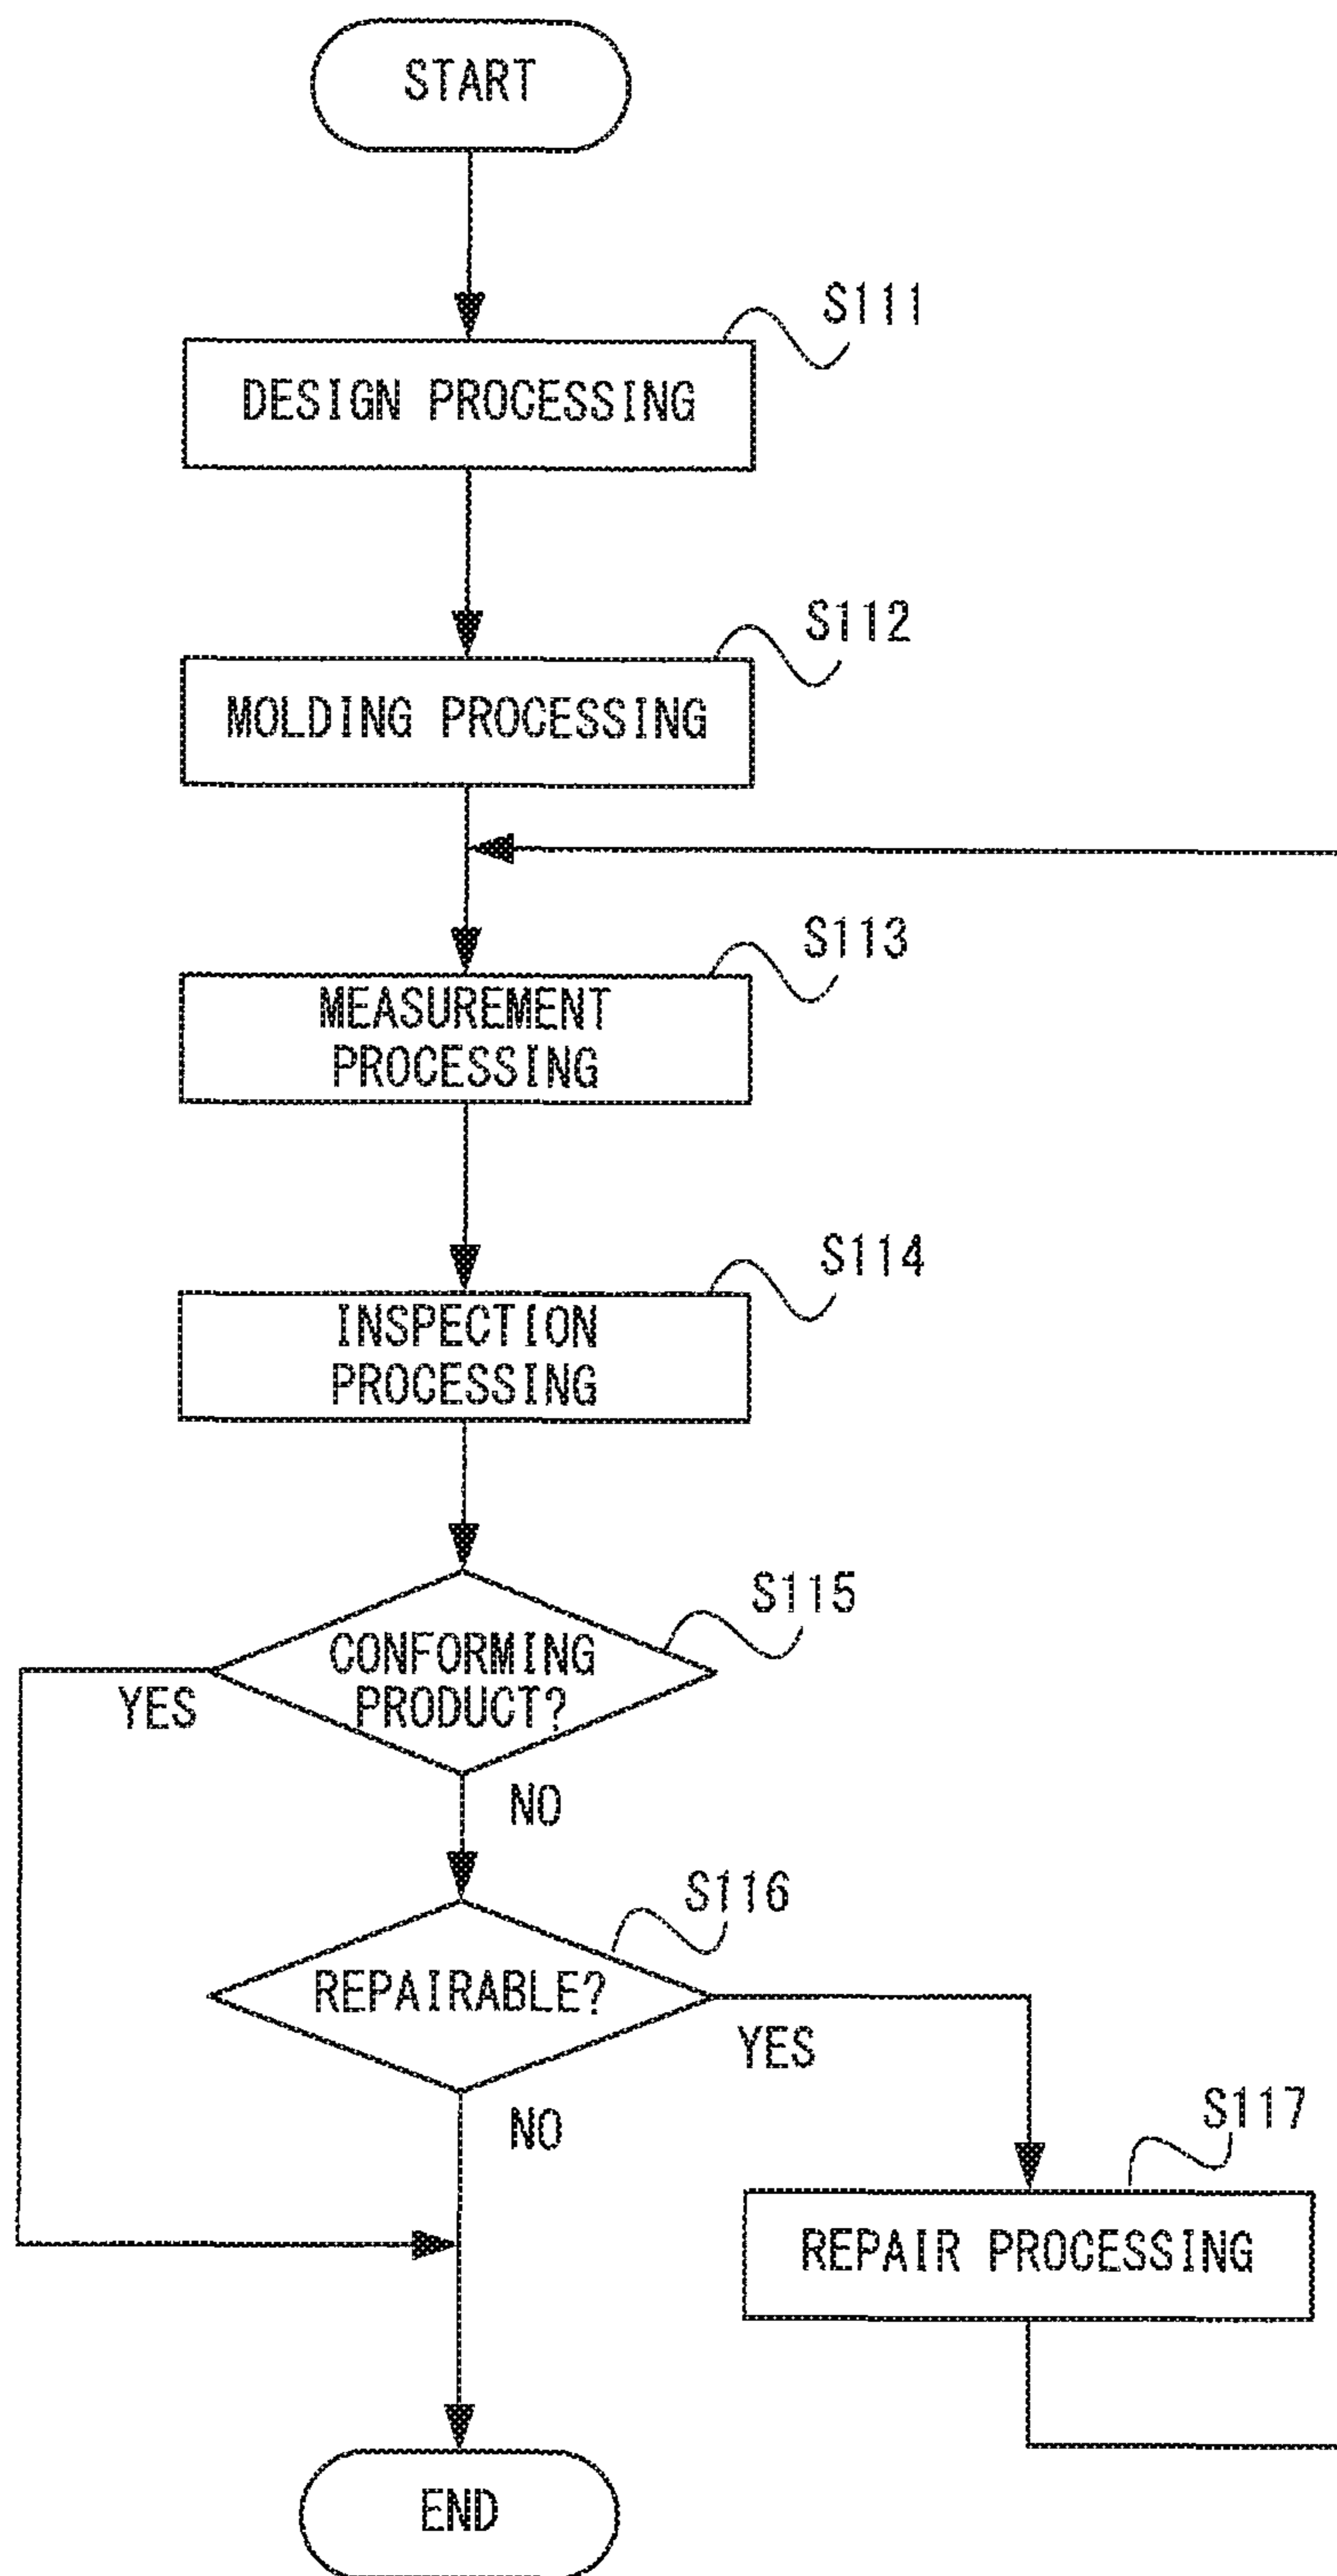 START
S111
DESIGN PROCESSING
S112
MOLDING PROCESSING
S113
MEASUREMENT
PROCESSING
S114
INSPECTION
PROCESSING
S115
CONFORMING
PRODUCT?
YES
NO
S116
REPAIRABLE?
YES
NO
S117
REPAIR PROCESSING
END